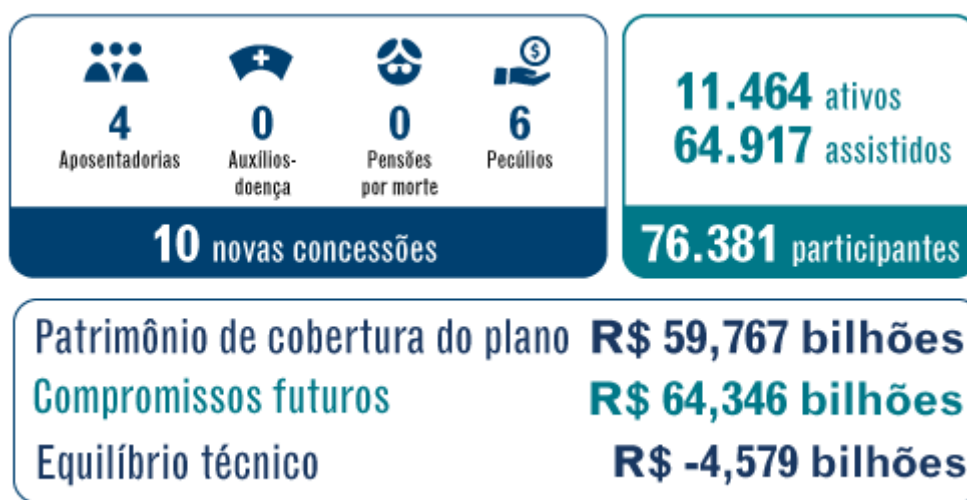 4
Aposentadorias
0
Auxílios-
doença
0
Pensões
por morte
6
Pecúlios
10 novas concessões
11.464 ativos
64.917 assistidos
76.381 participantes
Patrimônio de cobertura do plano R$ 59,767 bilhões
Compromissos futuros R$ 64,346 bilhões
Equilíbrio técnico R$ -4,579 bilhões